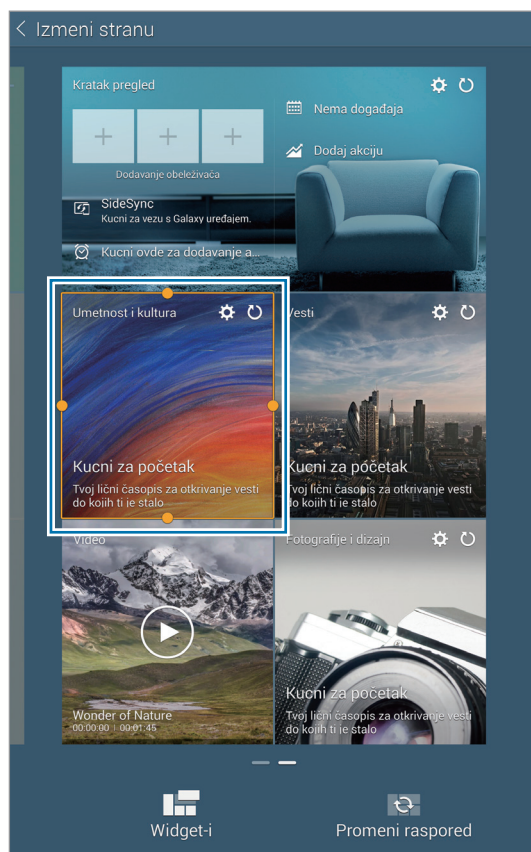 Izmeni stranu
Kratak pregled
Nema događaja
Dodaj akciju
Dodavanje obeleživača
SideSync
Kucni za vezu s Galaxy uređajem.
Kucni ovde za dodavanje a...
Umetnost i kultura
Kucni za početak
Tvoj lični časopis za otkrivanje vesti
do kojih ti je stalo
Vesti
Kucni za početak
Tvoj lični časopis za otkrivanje vesti
do kojih ti je stalo
Video
Wonder of Nature
00:00:00 | 00:01:45
Fotografije i dizajn
Kucni za početak
Tvoj lični časopis za otkrivanje vesti
do kojih ti je stalo
Widget-i
Promeni raspored